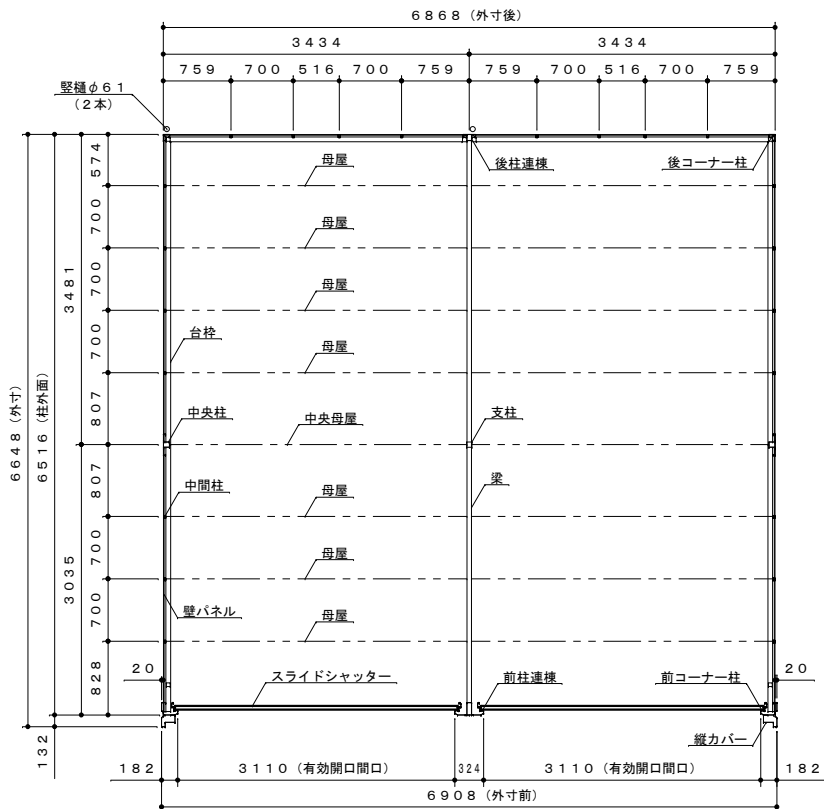 ６８６８（外寸後）
３４３４ ３４３４
７５９ ７００ ５１６ ７００ ７５９ ７５９ ７００ ５１６ ７００ ７５９
竪樋φ６１
（２本）
６６４８（外寸）
６５１６（柱外面）
３４８１
３０３５
５７４
７００
７００
７００
８０７
８０７
７００
７００
８２８
１３２
後柱連棟 後コーナー柱
母屋
母屋
母屋
台枠
母屋
中央柱 中央母屋 支柱
中間柱 母屋 梁
母屋
壁パネル 母屋
２０ スライドシャッター 前柱連棟 前コーナー柱 ２０
縦カバー
１８２ ３１１０（有効開口間口） ３２４ ３１１０（有効開口間口） １８２
６９０８（外寸前）